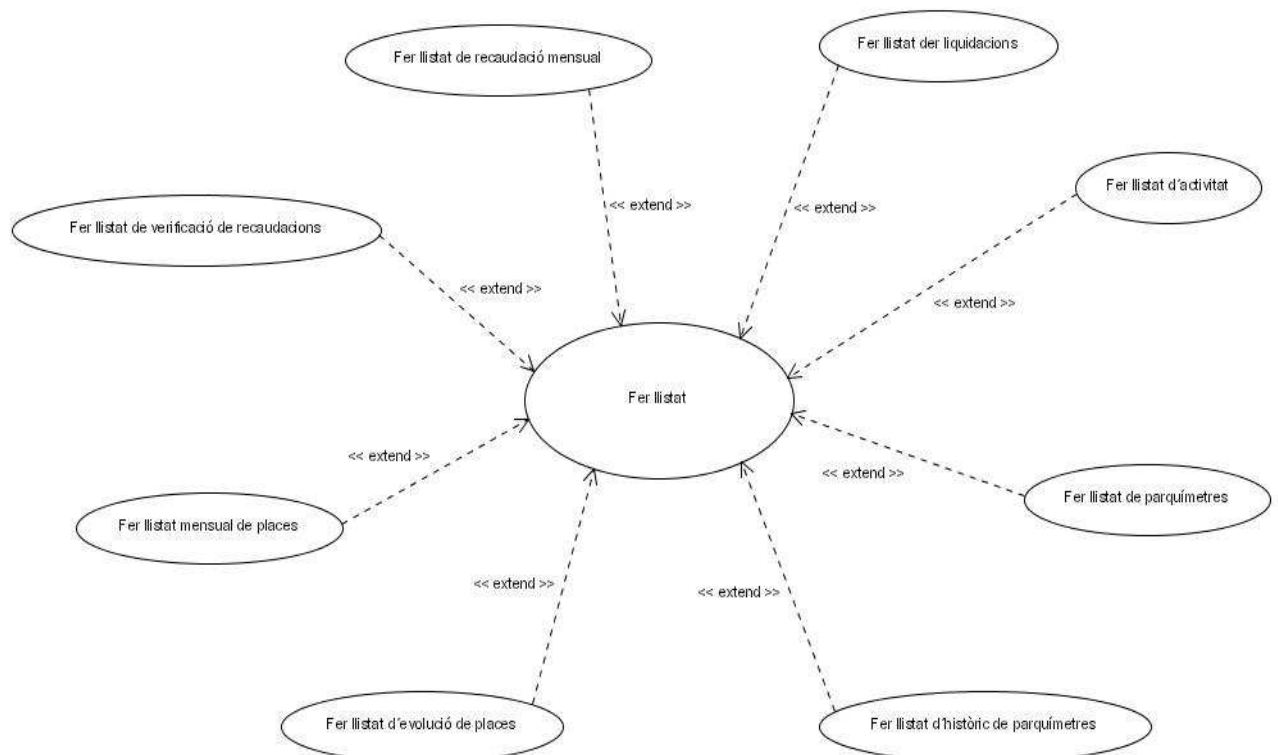 Fer llistat de recaudació mensual
Fer llistat der liquidacions
Fer llistat d´activitat
<< extend >>
<< extend >>
Fer llistat de verificació de recaudacions
<< extend >>
<< extend >>
Fer llistat
<< extend >>
<< extend >>
Fer llistat de parquímetres
Fer llistat mensual de places
<< extend >>
<< extend >>
Fer llistat d´evolució de places
Fer llistat d´històric de parquímetres